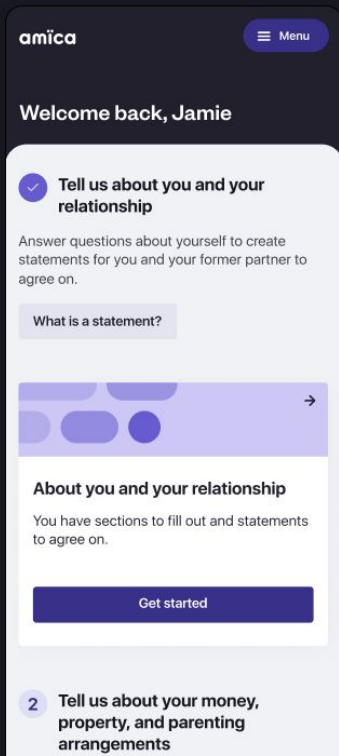 amica
Menu
Welcome back, Jamie
Tell us about you and your
relationship
Answer questions about yourself to create
statements for you and your former partner to
agree on.
What is a statement?
About you and your relationship
You have sections to fill out and statements
to agree on.
Get started
2
Tell us about your money,
property, and parenting
arrangements